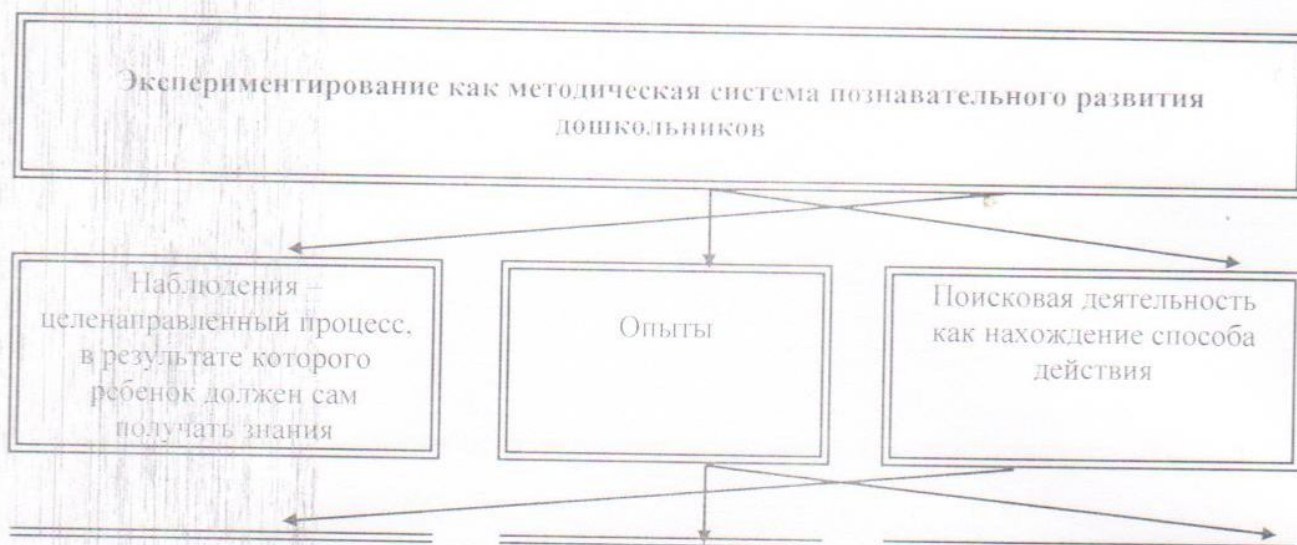 Экспериментирование как методическая система познавательного развития
дошкольников
Наблюдения –
целенаправленный процесс,
в результате которого
ребенок должен сам
получать знания
Опыты
Поисковая деятельность
как нахождение способа
действия